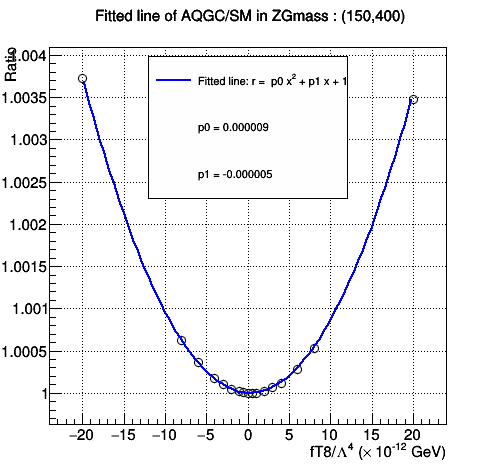 Fitted line of AQGC/SM in ZGmass : (150,400)
Ratio
1.004
1.0035
1.003
1.0025
1.002
1.0015
1.001
1.0005
1
Fitted line: r = p0 x² + p1 x + 1
p0 = 0.000009
p1 = -0.000005
−20 −15 −10 −5 0 5 10 15 20
fT8/Λ⁴ (× 10⁻¹² GeV)